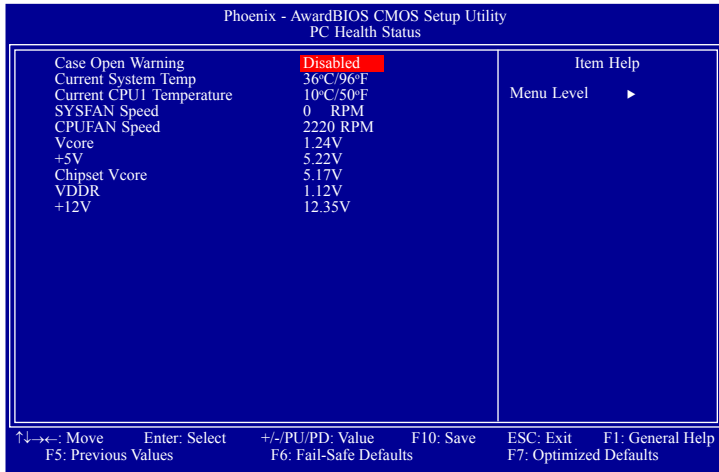 Phoenix - AwardBIOS CMOS Setup Utility
PC Health Status
Case Open Warning Disabled
Current System Temp 36°C/96°F
Current CPU1 Temperature 10°C/50°F
SYSFAN Speed 0 RPM
CPUFAN Speed 2220 RPM
Vcore 1.24V
+5V 5.22V
Chipset Vcore 5.17V
VDDR 1.12V
+12V 12.35V
Item Help
Menu Level ►
↑↓→←: Move Enter: Select +/-/PU/PD: Value F10: Save ESC: Exit F1: General Help
F5: Previous Values F6: Fail-Safe Defaults F7: Optimized Defaults